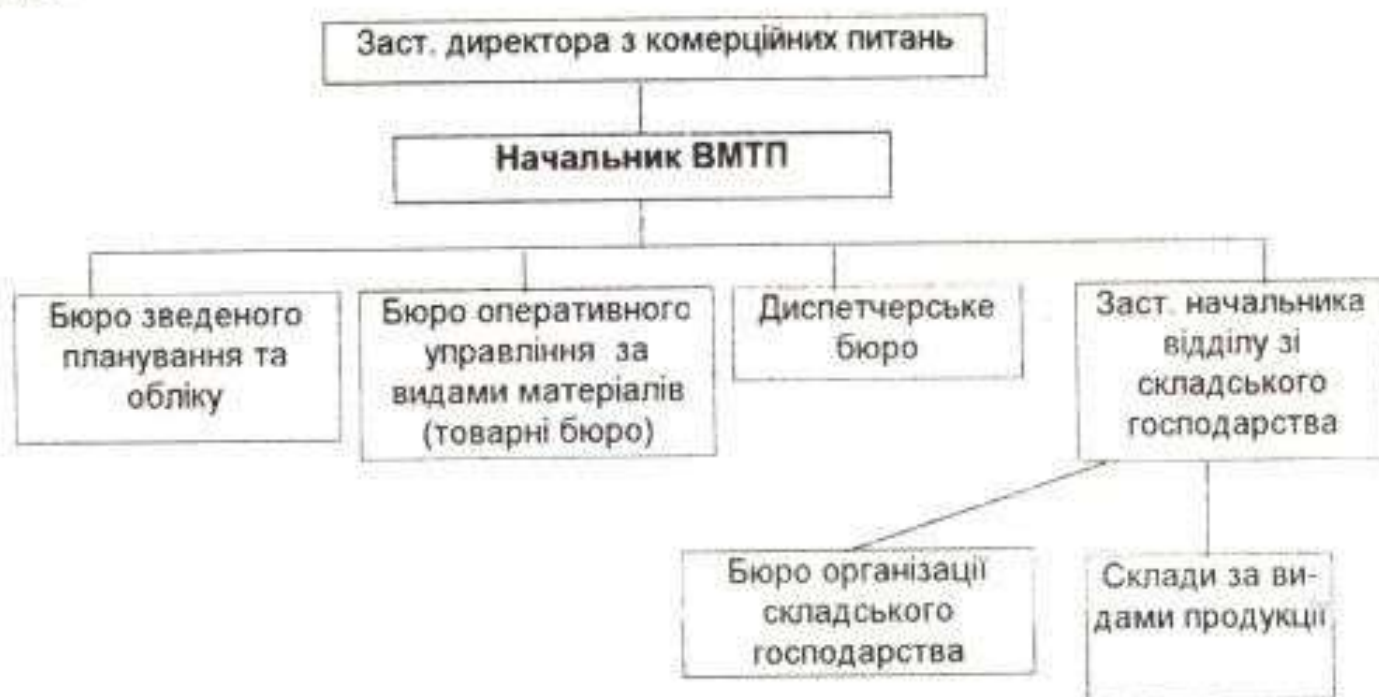 Заст. директора з комерційних питань
Начальник ВМТП
Бюро зведеного
планування та
обліку
Бюро оперативного
управління за
видами матеріалів
(товарні бюро)
Диспетчерське
бюро
Заст. начальника
відділу зі
складського
господарства
Бюро організації
складського
господарства
Склади за ви-
дами продукції